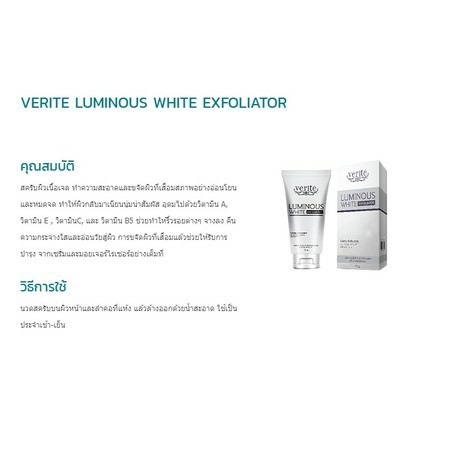 VERITE LUMINOUS WHITE EXFOLIATOR
คุณสมบัติ
สครับผิวเนื้อเจล ทำความสะอาดและขจัดผิวที่เสื่อมสภาพอย่างอ่อนโยน
และหมดจด ทำให้ผิวกลับมาเนียนนุ่มน่าสัมผัส อุดมไปด้วยวิตามิน A,
วิตามิน E , วิตามินC, และ วิตามิน B5 ช่วยทำให้ริ้วรอยต่างๆ จางลง คืน
ความกระจ่างใสและอ่อนวัยสู่ผิว การขจัดผิวที่เสื่อมแล้วช่วยให้รับการ
บำรุง จากเซรัมและมอยเจอร์ไรเซอร์อย่างเต็มที่
วิธีการใช้
นวดสครับบนผิวหน้าและลำคอที่แห้ง แล้วล้างออกด้วยน้ำสะอาด ใช้เป็น
ประจำเช้า-เย็น
verite
LUMINOUS
WHITE
verite
LUMINOUS
WHITE